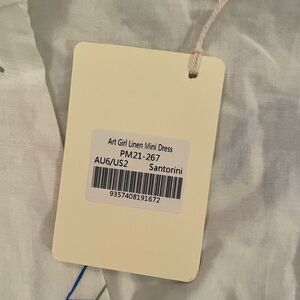 Art Girl Linen Mini Dress
PM21-267
AU6/US2 Santorini
9357408191672